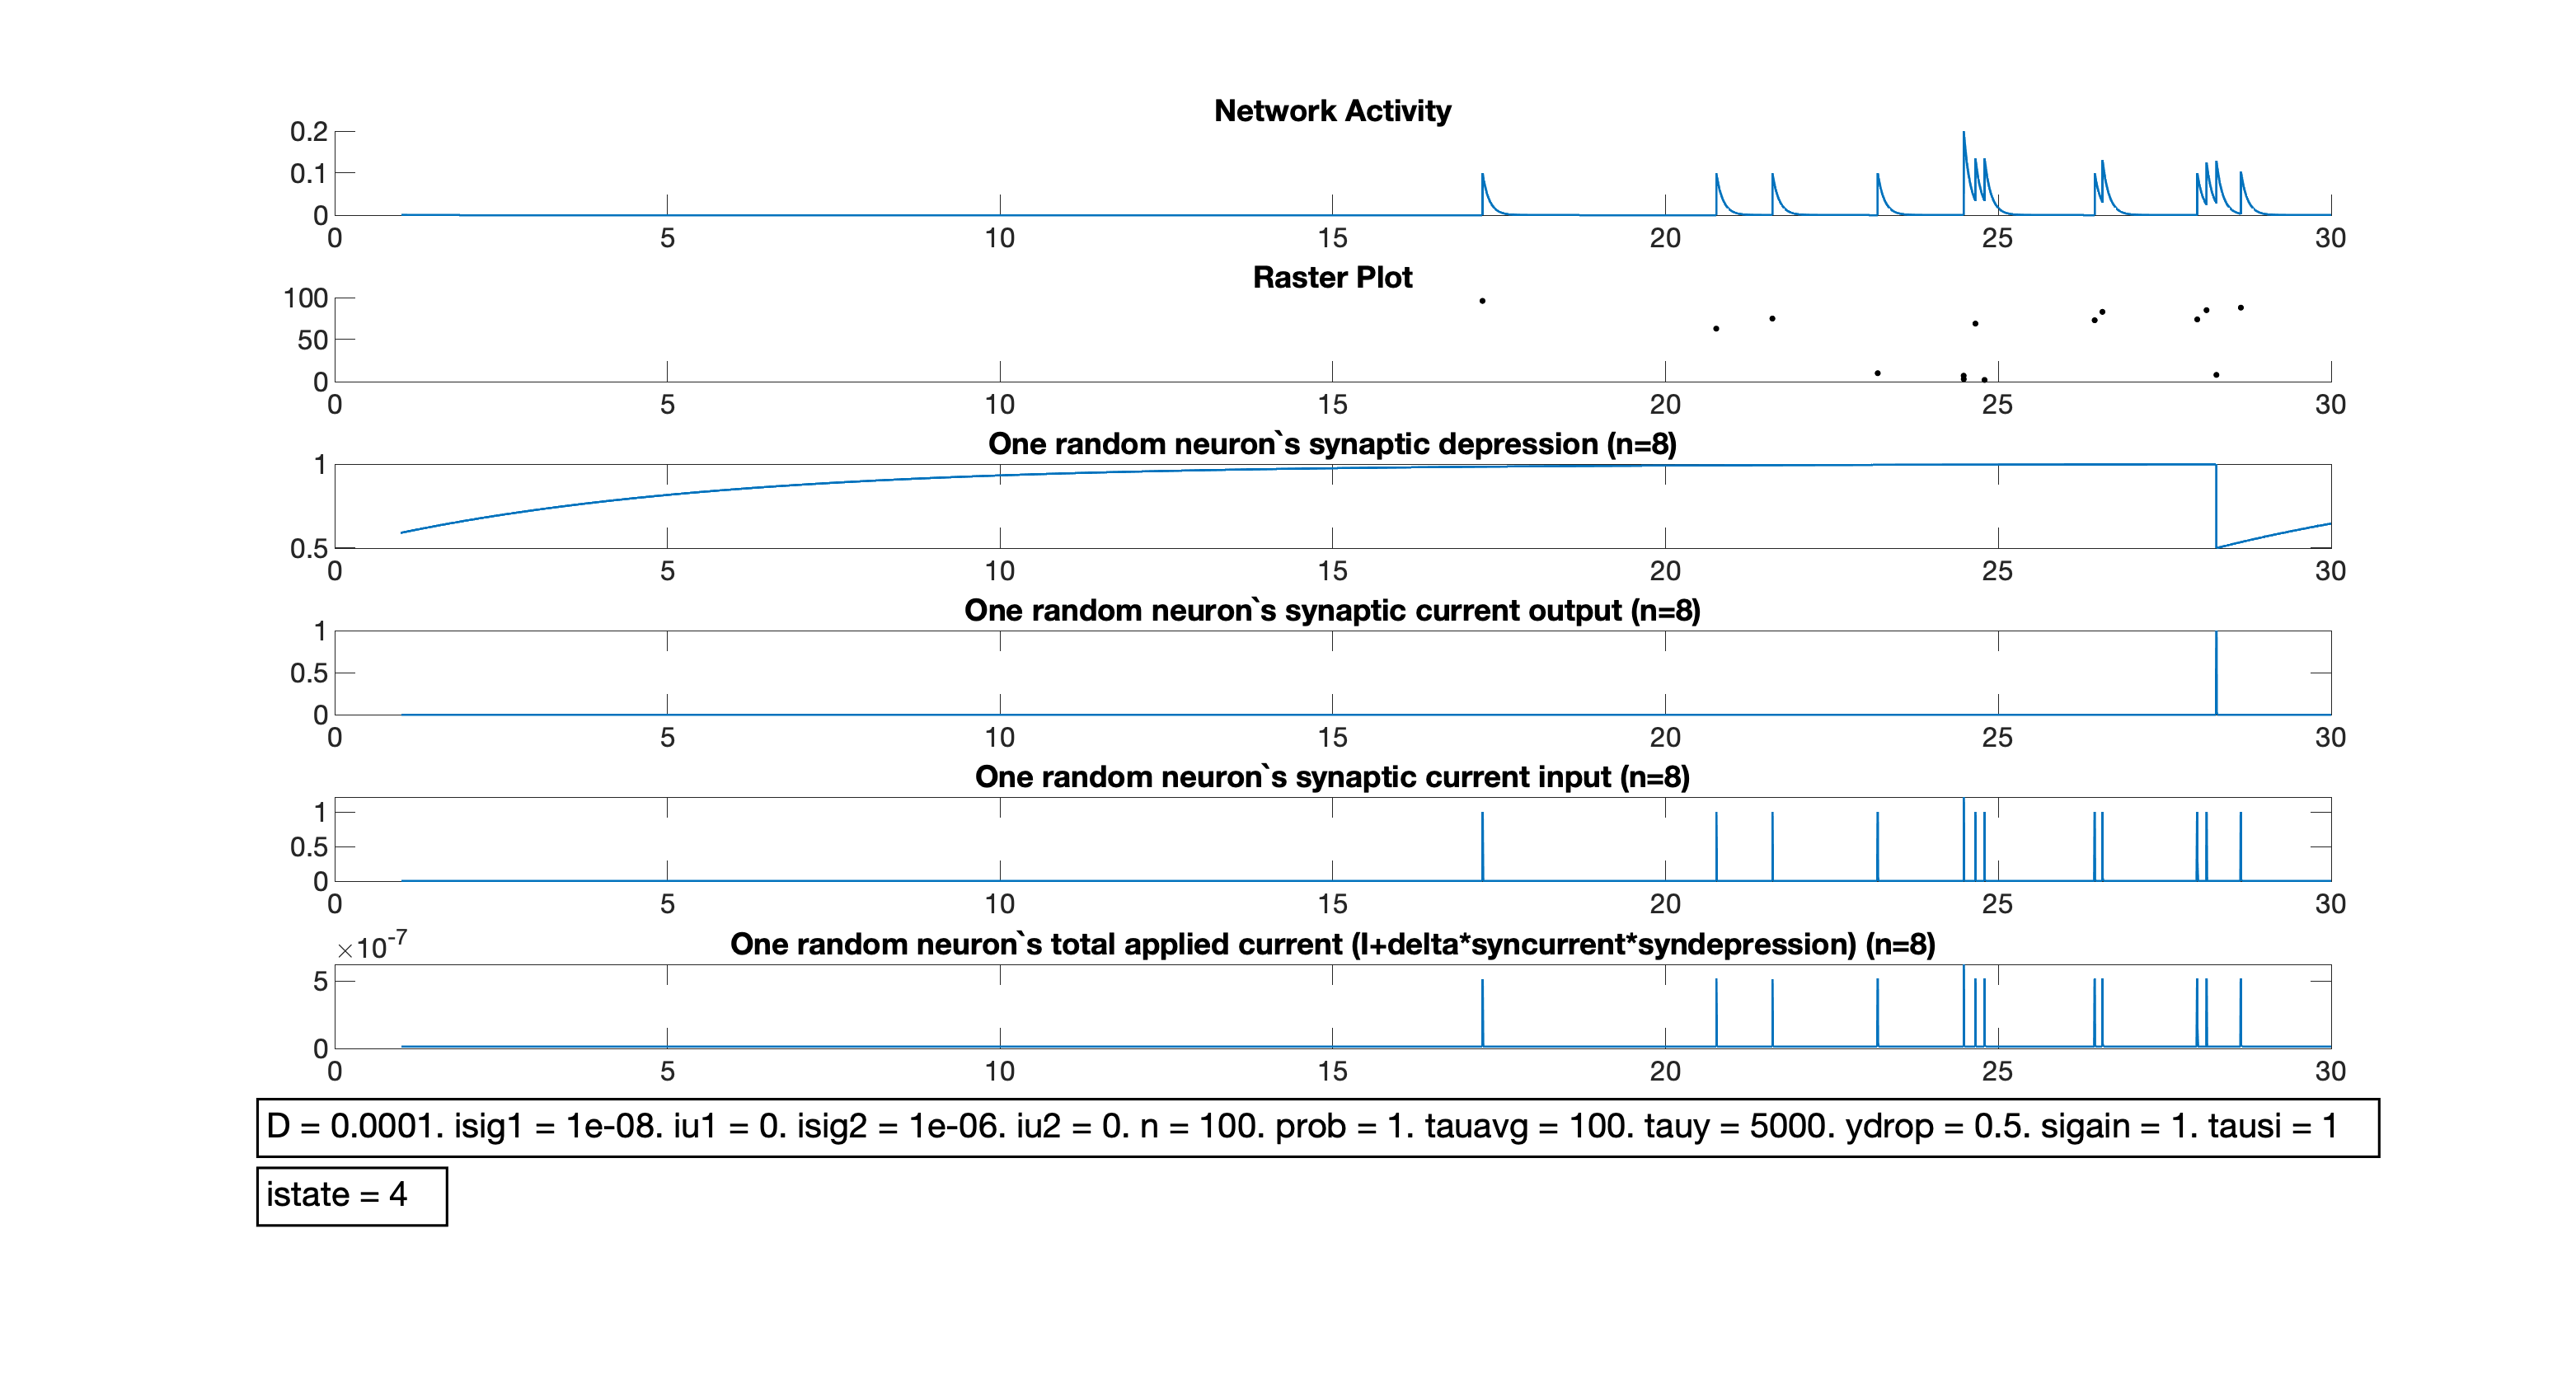 Network Activity
0.2
0.1
0
0 5 10 15 20 25 30
Raster Plot
100
50
0
0 5 10 15 20 25 30
One random neuron`s synaptic depression (n=8)
1
0.5
0 5 10 15 20 25 30
One random neuron`s synaptic current output (n=8)
1
0.5
0
0 5 10 15 20 25 30
One random neuron`s synaptic current input (n=8)
1
0.5
0
0 5 10 15 20 25 30
×10⁻⁷ One random neuron`s total applied current (I+delta*syncurrent*syndepression) (n=8)
5
0
0 5 10 15 20 25 30
D = 0.0001. isig1 = 1e-08. iu1 = 0. isig2 = 1e-06. iu2 = 0. n = 100. prob = 1. tauavg = 100. tauy = 5000. ydrop = 0.5. sigain = 1. tausi = 1
istate = 4